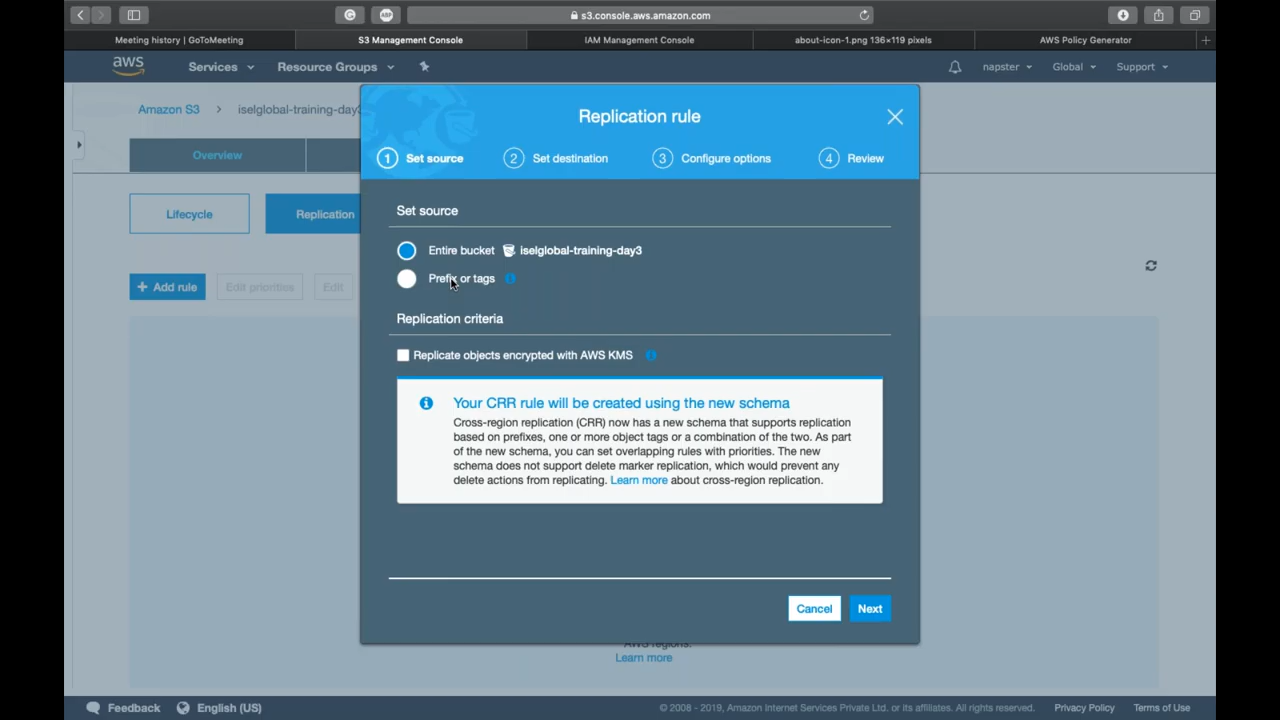 s3.console.aws.amazon.com
Meeting history | GoToMeeting
S3 Management Console
IAM Management Console
about-icon-1.png 136×119 pixels
AWS Policy Generator
aws
Services
Resource Groups
napster
Global
Support
Amazon S3 > iselglobal-training-day3
Overview
Lifecycle
Replication
+ Add rule
Edit priorities
Edit
Replication rule
1 Set source
2 Set destination
3 Configure options
4 Review
Set source
Entire bucket iselglobal-training-day3
Prefix or tags
Replication criteria
Replicate objects encrypted with AWS KMS
Your CRR rule will be created using the new schema
Cross-region replication (CRR) now has a new schema that supports replication
based on prefixes, one or more object tags or a combination of the two. As part
of the new schema, you can set overlapping rules with priorities. The new
schema does not support delete marker replication, which would prevent any
delete actions from replicating. Learn more about cross-region replication.
Cancel
Next
AWS regions.
Learn more
Feedback
English (US)
© 2008 - 2019, Amazon Internet Services Private Ltd. or its affiliates. All rights reserved.
Privacy Policy
Terms of Use